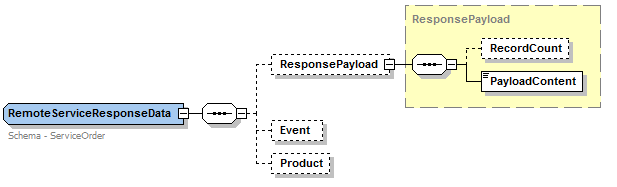 ResponsePayload
RecordCount
ResponsePayload
PayloadContent
RemoteServiceResponseData
Schema - ServiceOrder
Event
Product